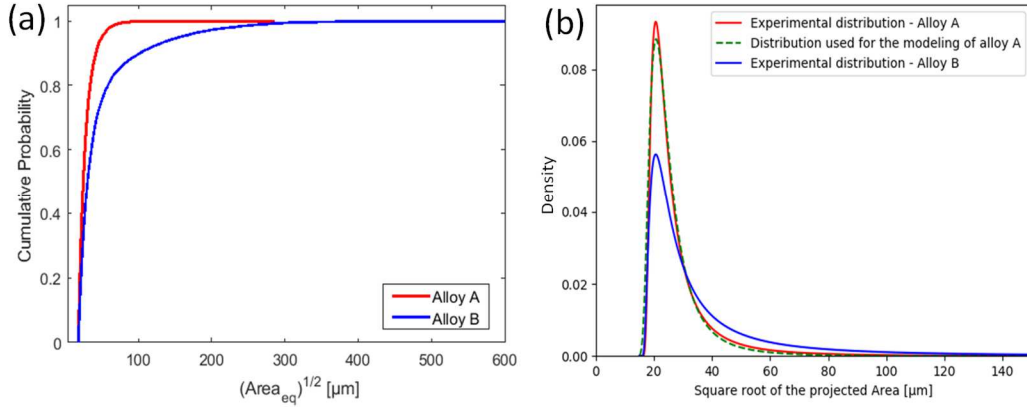 (a)
Cumulative Probability
1
0.8
0.6
0.4
0.2
0
100
200
300
400
500
600
(Area_eq)^1/2 [µm]
Alloy A
Alloy B
(b)
Experimental distribution - Alloy A
Distribution used for the modeling of alloy A
Experimental distribution - Alloy B
Density
0.08
0.06
0.04
0.02
0.00
0
20
40
60
80
100
120
140
Square root of the projected Area [µm]